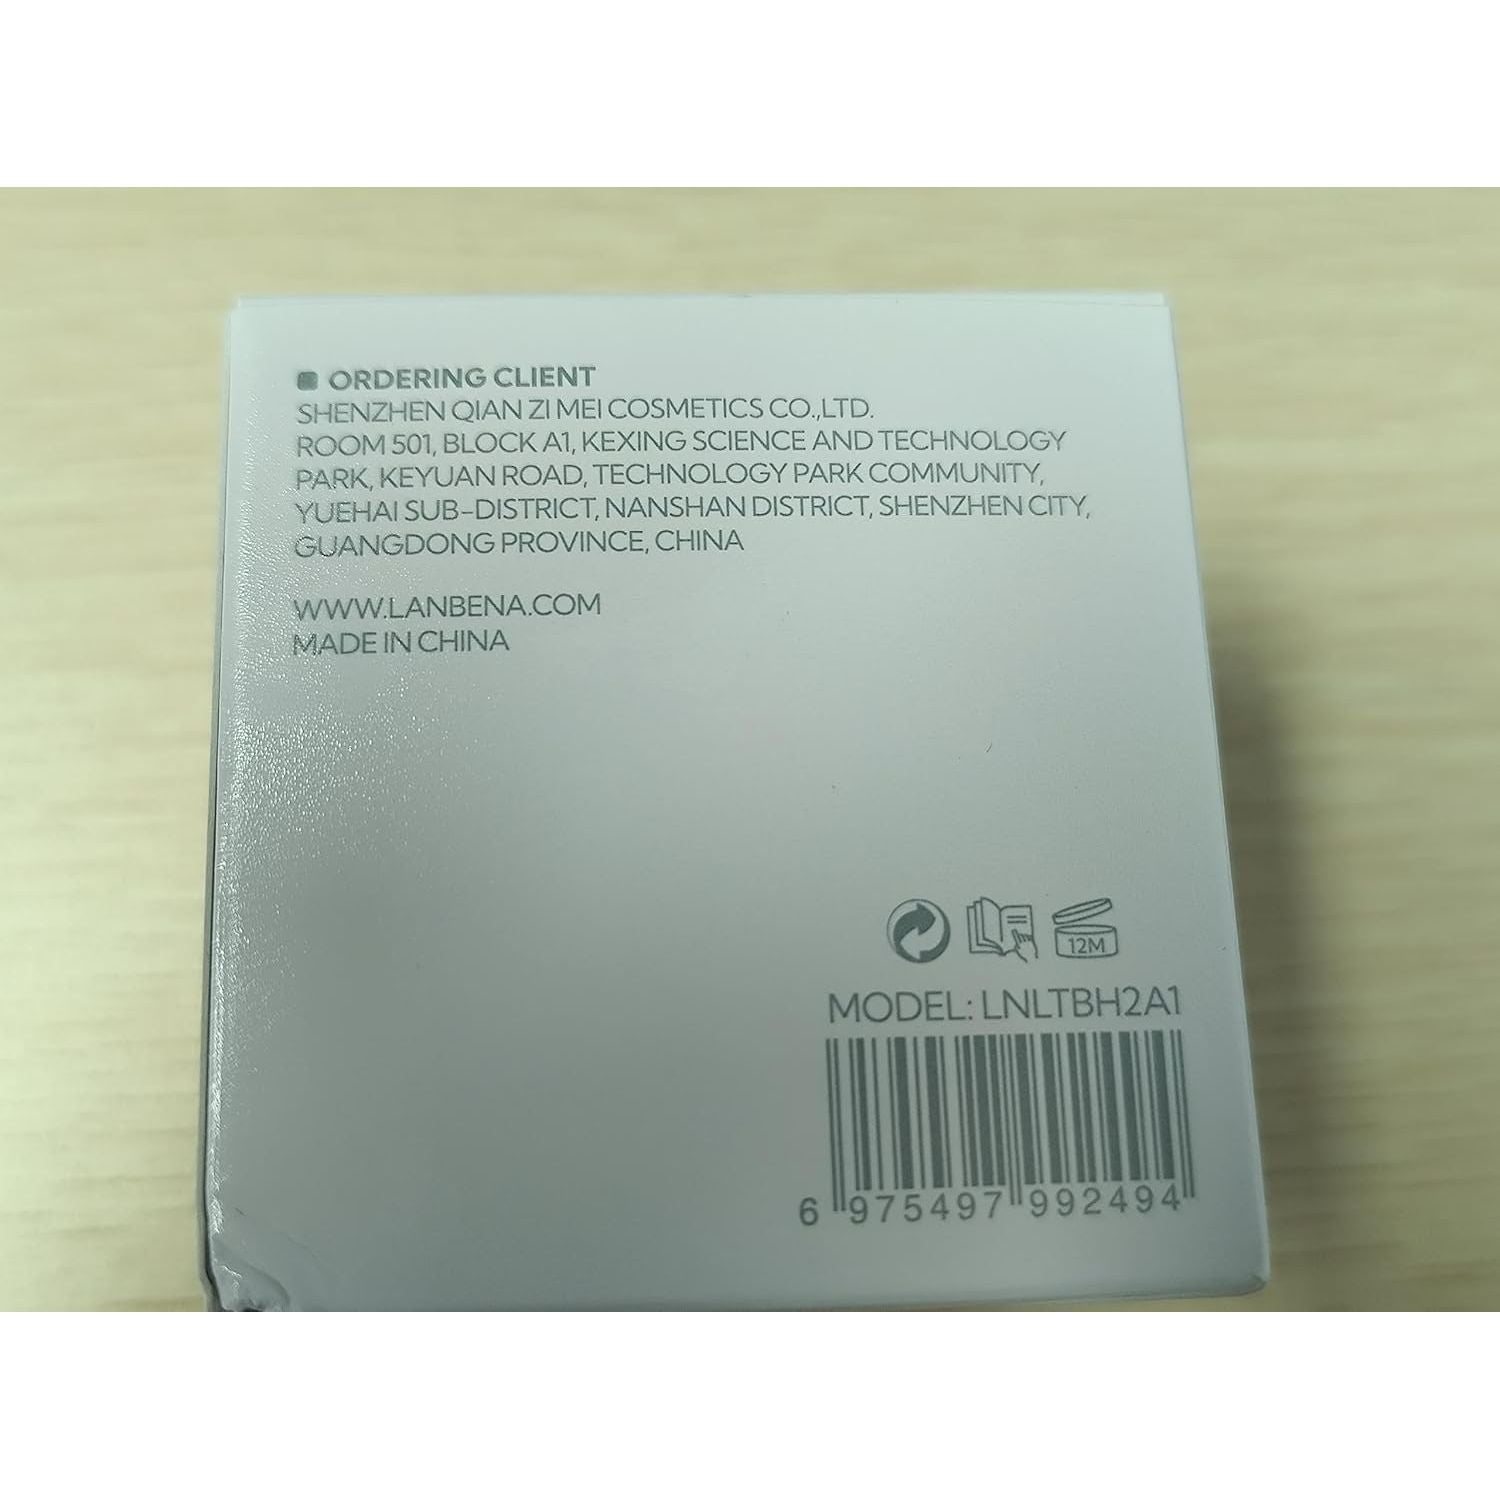 ORDERING CLIENT
SHENZHEN QIAN ZI MEI COSMETICS CO.,LTD.
ROOM 501, BLOCK A1, KEXING SCIENCE AND TECHNOLOGY
PARK, KEYUAN ROAD, TECHNOLOGY PARK COMMUNITY,
YUEHAI SUB-DISTRICT, NANSHAN DISTRICT, SHENZHEN CITY,
GUANGDONG PROVINCE, CHINA
WWW.LANBENA.COM
MADE IN CHINA
12M
MODEL: LNLTBH2A1
6 975497 992494